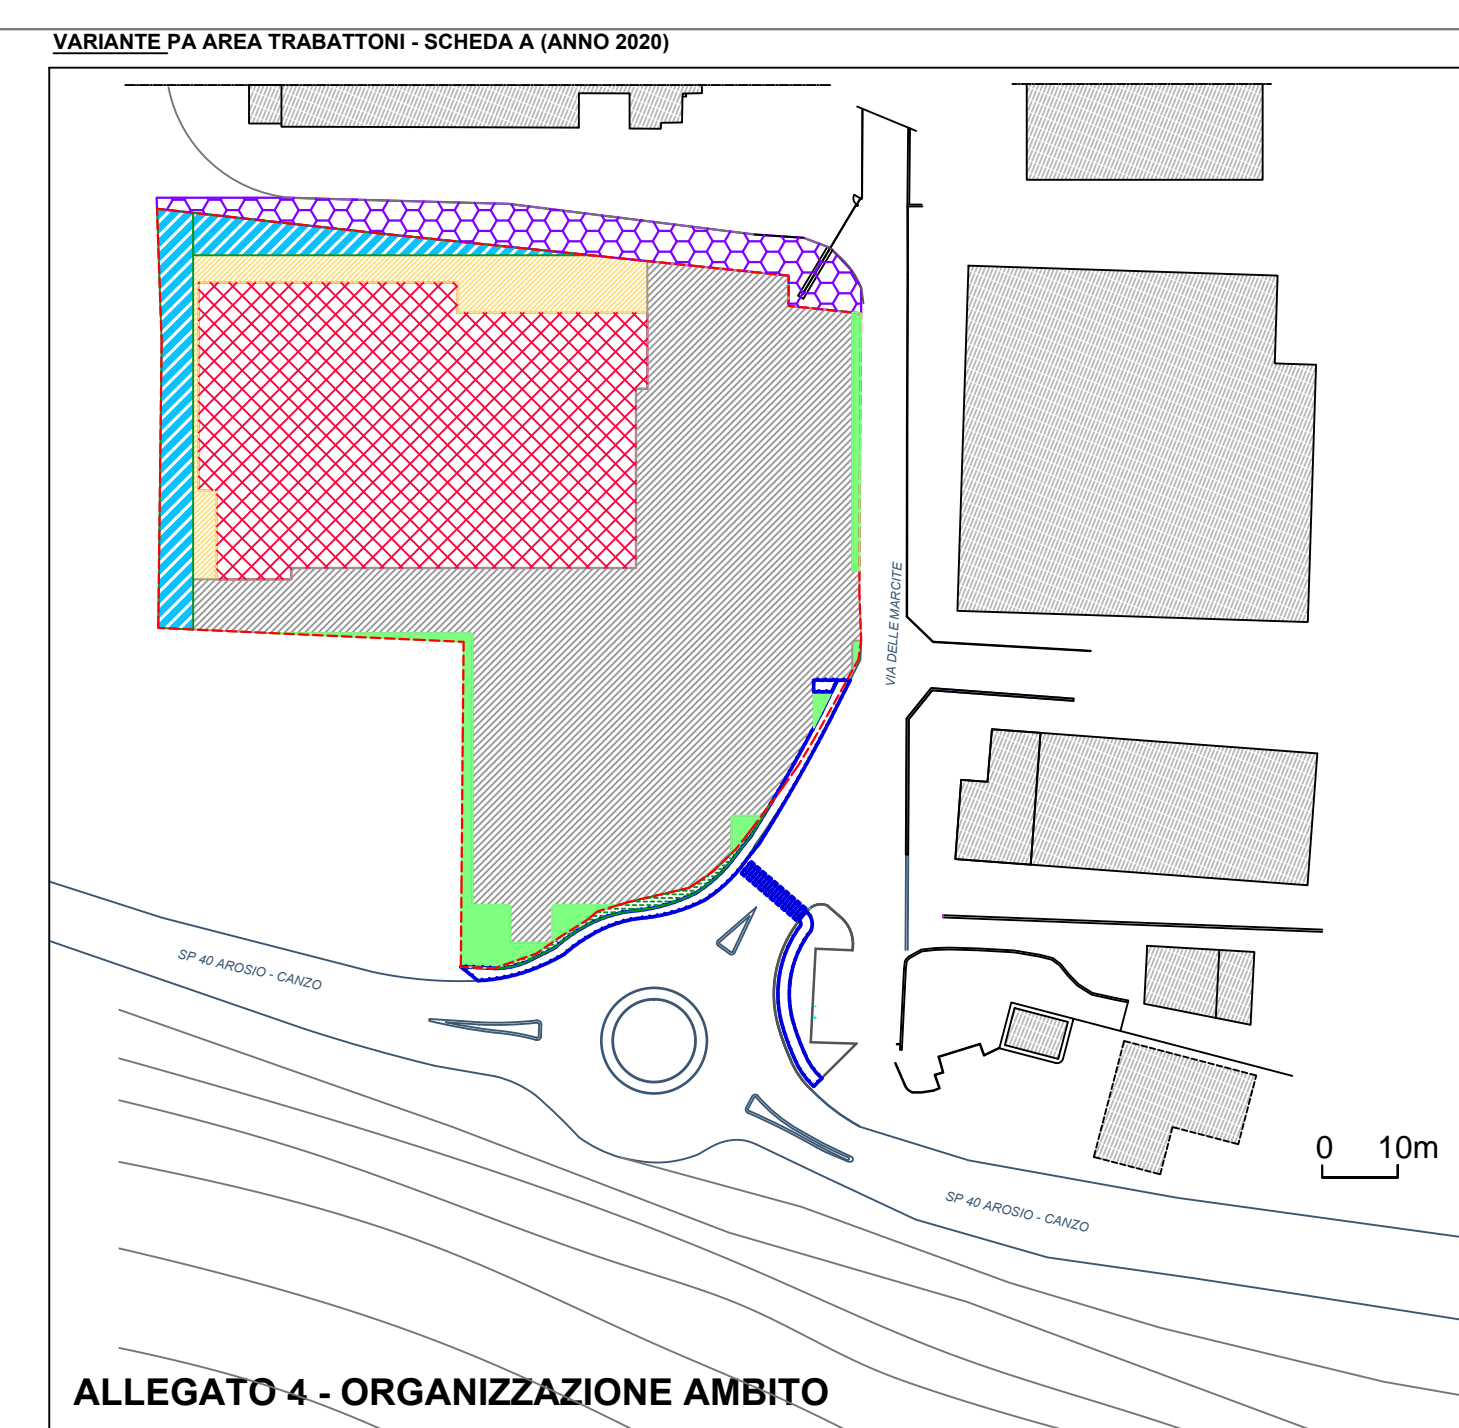 VARIANTE PA AREA TRABATTONI - SCHEDA A (ANNO 2020)
VIA DELLE MARCITE
SP 40 AROSIO - CANZO
0 10m
SP 40 AROSIO - CANZO
ALLEGATO 4 - ORGANIZZAZIONE AMBITO